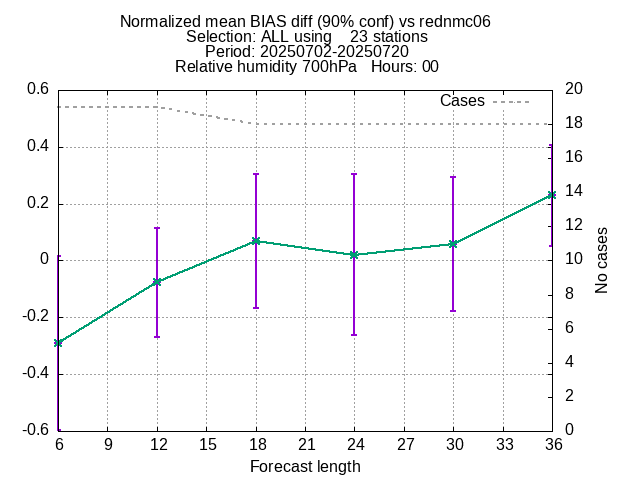 Normalized mean BIAS diff (90% conf) vs rednmc06
Selection: ALL using    23 stations
Period: 20250702-20250720
Relative humidity 700hPa   Hours: 00
Cases
0.6
0.4
0.2
0
-0.2
-0.4
-0.6
20
18
16
14
12
10
8
6
4
2
0
No cases
6 9 12 15 18 21 24 27 30 33 36
Forecast length